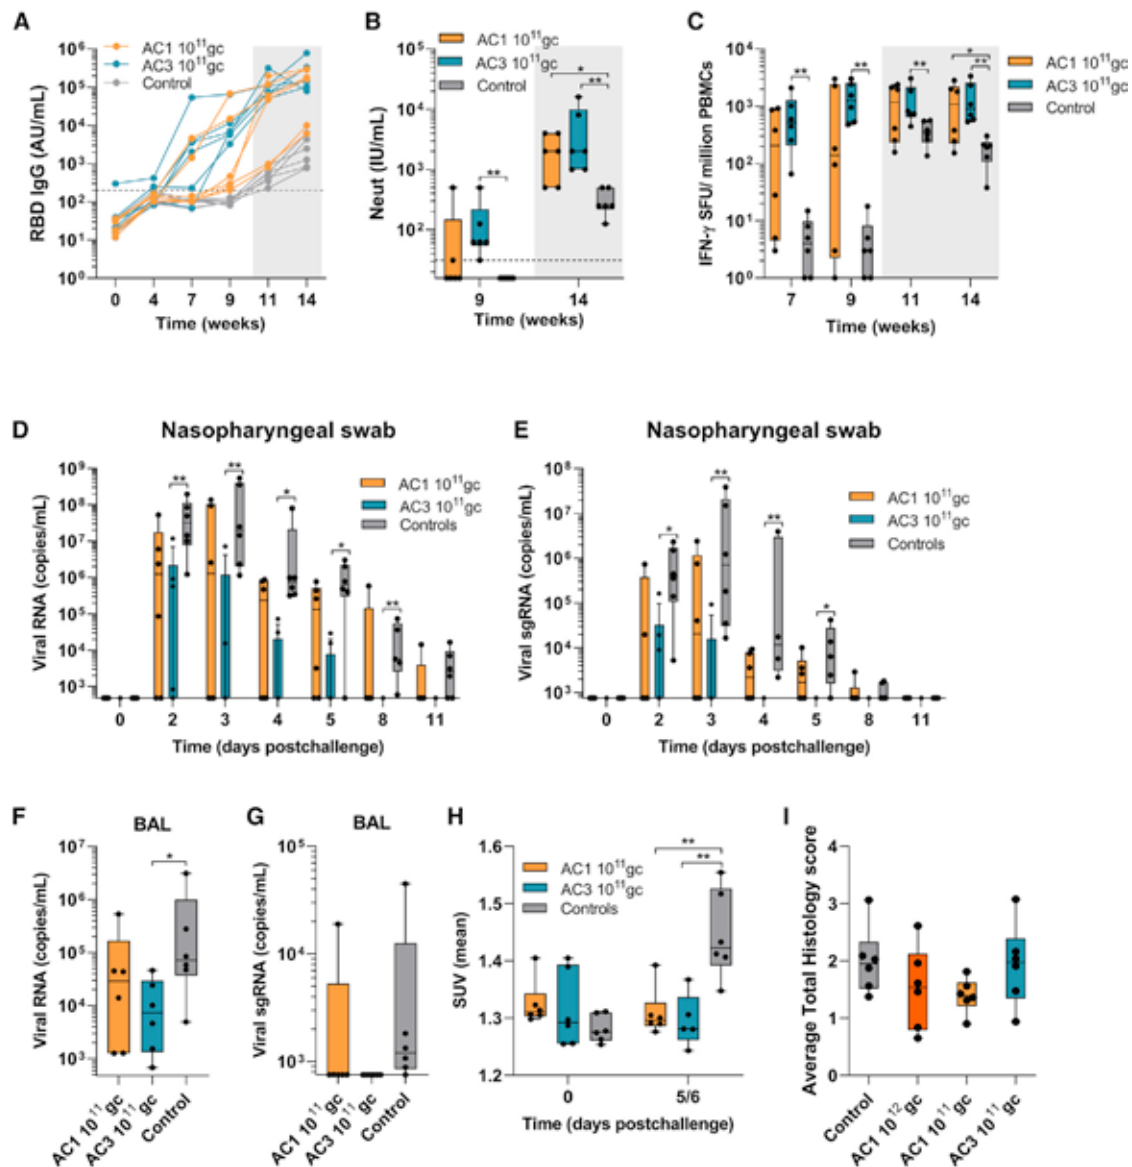 A
AC1 10¹¹gc
AC3 10¹¹gc
Control
RBD IgG (AU/mL)
10⁶
10⁵
10⁴
10³
10²
10¹
10⁰
0 4 7 9 11 14
Time (weeks)
B
AC1 10¹¹gc
AC3 10¹¹gc
Control
Neut (IU/mL)
10⁵
10⁴
10³
10²
* ** **
9 14
Time (weeks)
C
AC1 10¹¹gc
AC3 10¹¹gc
Control
IFN-γ SFU/ million PBMCs
10⁴
10³
10²
10¹
10⁰
** ** ** * **
7 9 11 14
Time (weeks)
D
Nasopharyngeal swab
AC1 10¹¹gc
AC3 10¹¹gc
Controls
Viral RNA (copies/mL)
10⁹
10⁸
10⁷
10⁶
10⁵
10⁴
10³
** ** * * **
0 2 3 4 5 8 11
Time (days postchallenge)
E
Nasopharyngeal swab
AC1 10¹¹gc
AC3 10¹¹gc
Controls
Viral sgRNA (copies/mL)
10⁸
10⁷
10⁶
10⁵
10⁴
10³
* ** ** *
0 2 3 4 5 8 11
Time (days postchallenge)
F
BAL
Viral RNA (copies/mL)
10⁷
10⁶
10⁵
10⁴
10³
*
AC1 10¹¹ gc
AC3 10¹¹ gc
Control
G
BAL
Viral sgRNA (copies/mL)
10⁵
10⁴
10³
AC1 10¹¹ gc
AC3 10¹¹ gc
Control
H
AC1 10¹¹gc
AC3 10¹¹gc
Controls
SUV (mean)
1.6
1.5
1.4
1.3
1.2
** **
0 5/6
Time (days postchallenge)
I
Average Total Histology score
4
3
2
1
0
Control
AC1 10¹² gc
AC1 10¹¹ gc
AC3 10¹¹ gc